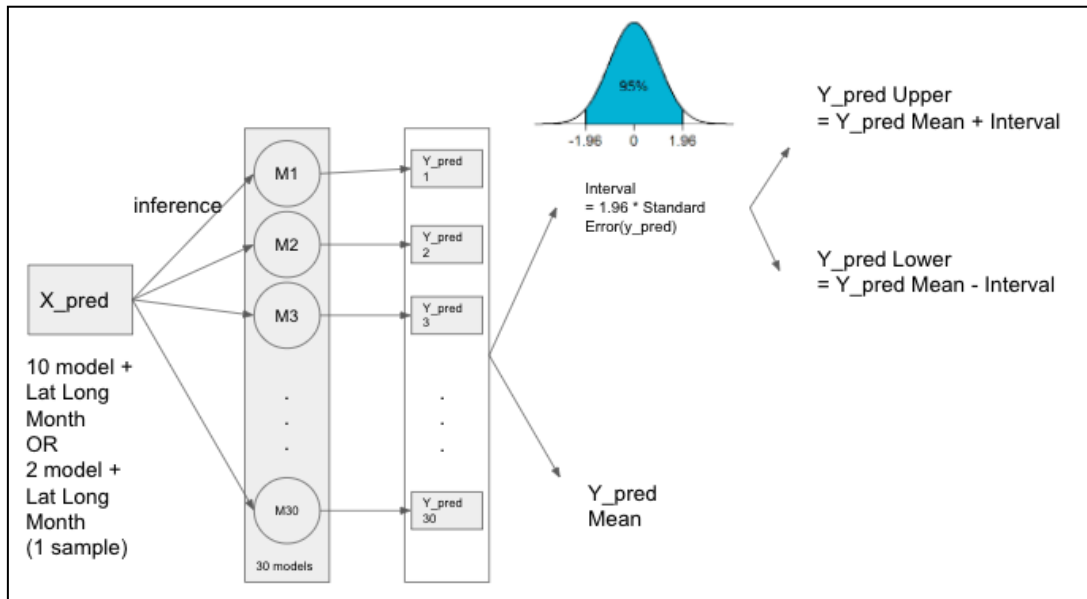 95%
-1.96 0 1.96
Y_pred Upper
= Y_pred Mean + Interval
inference
M1
Y_pred
1
Interval
= 1.96 * Standard
Error(y_pred)
M2
Y_pred
2
Y_pred Lower
= Y_pred Mean - Interval
X_pred
M3
Y_pred
3
10 model +
Lat Long
Month
OR
2 model +
Lat Long
Month
(1 sample)
.
.
.
.
.
.
M30
Y_pred
30
Y_pred
Mean
30 models